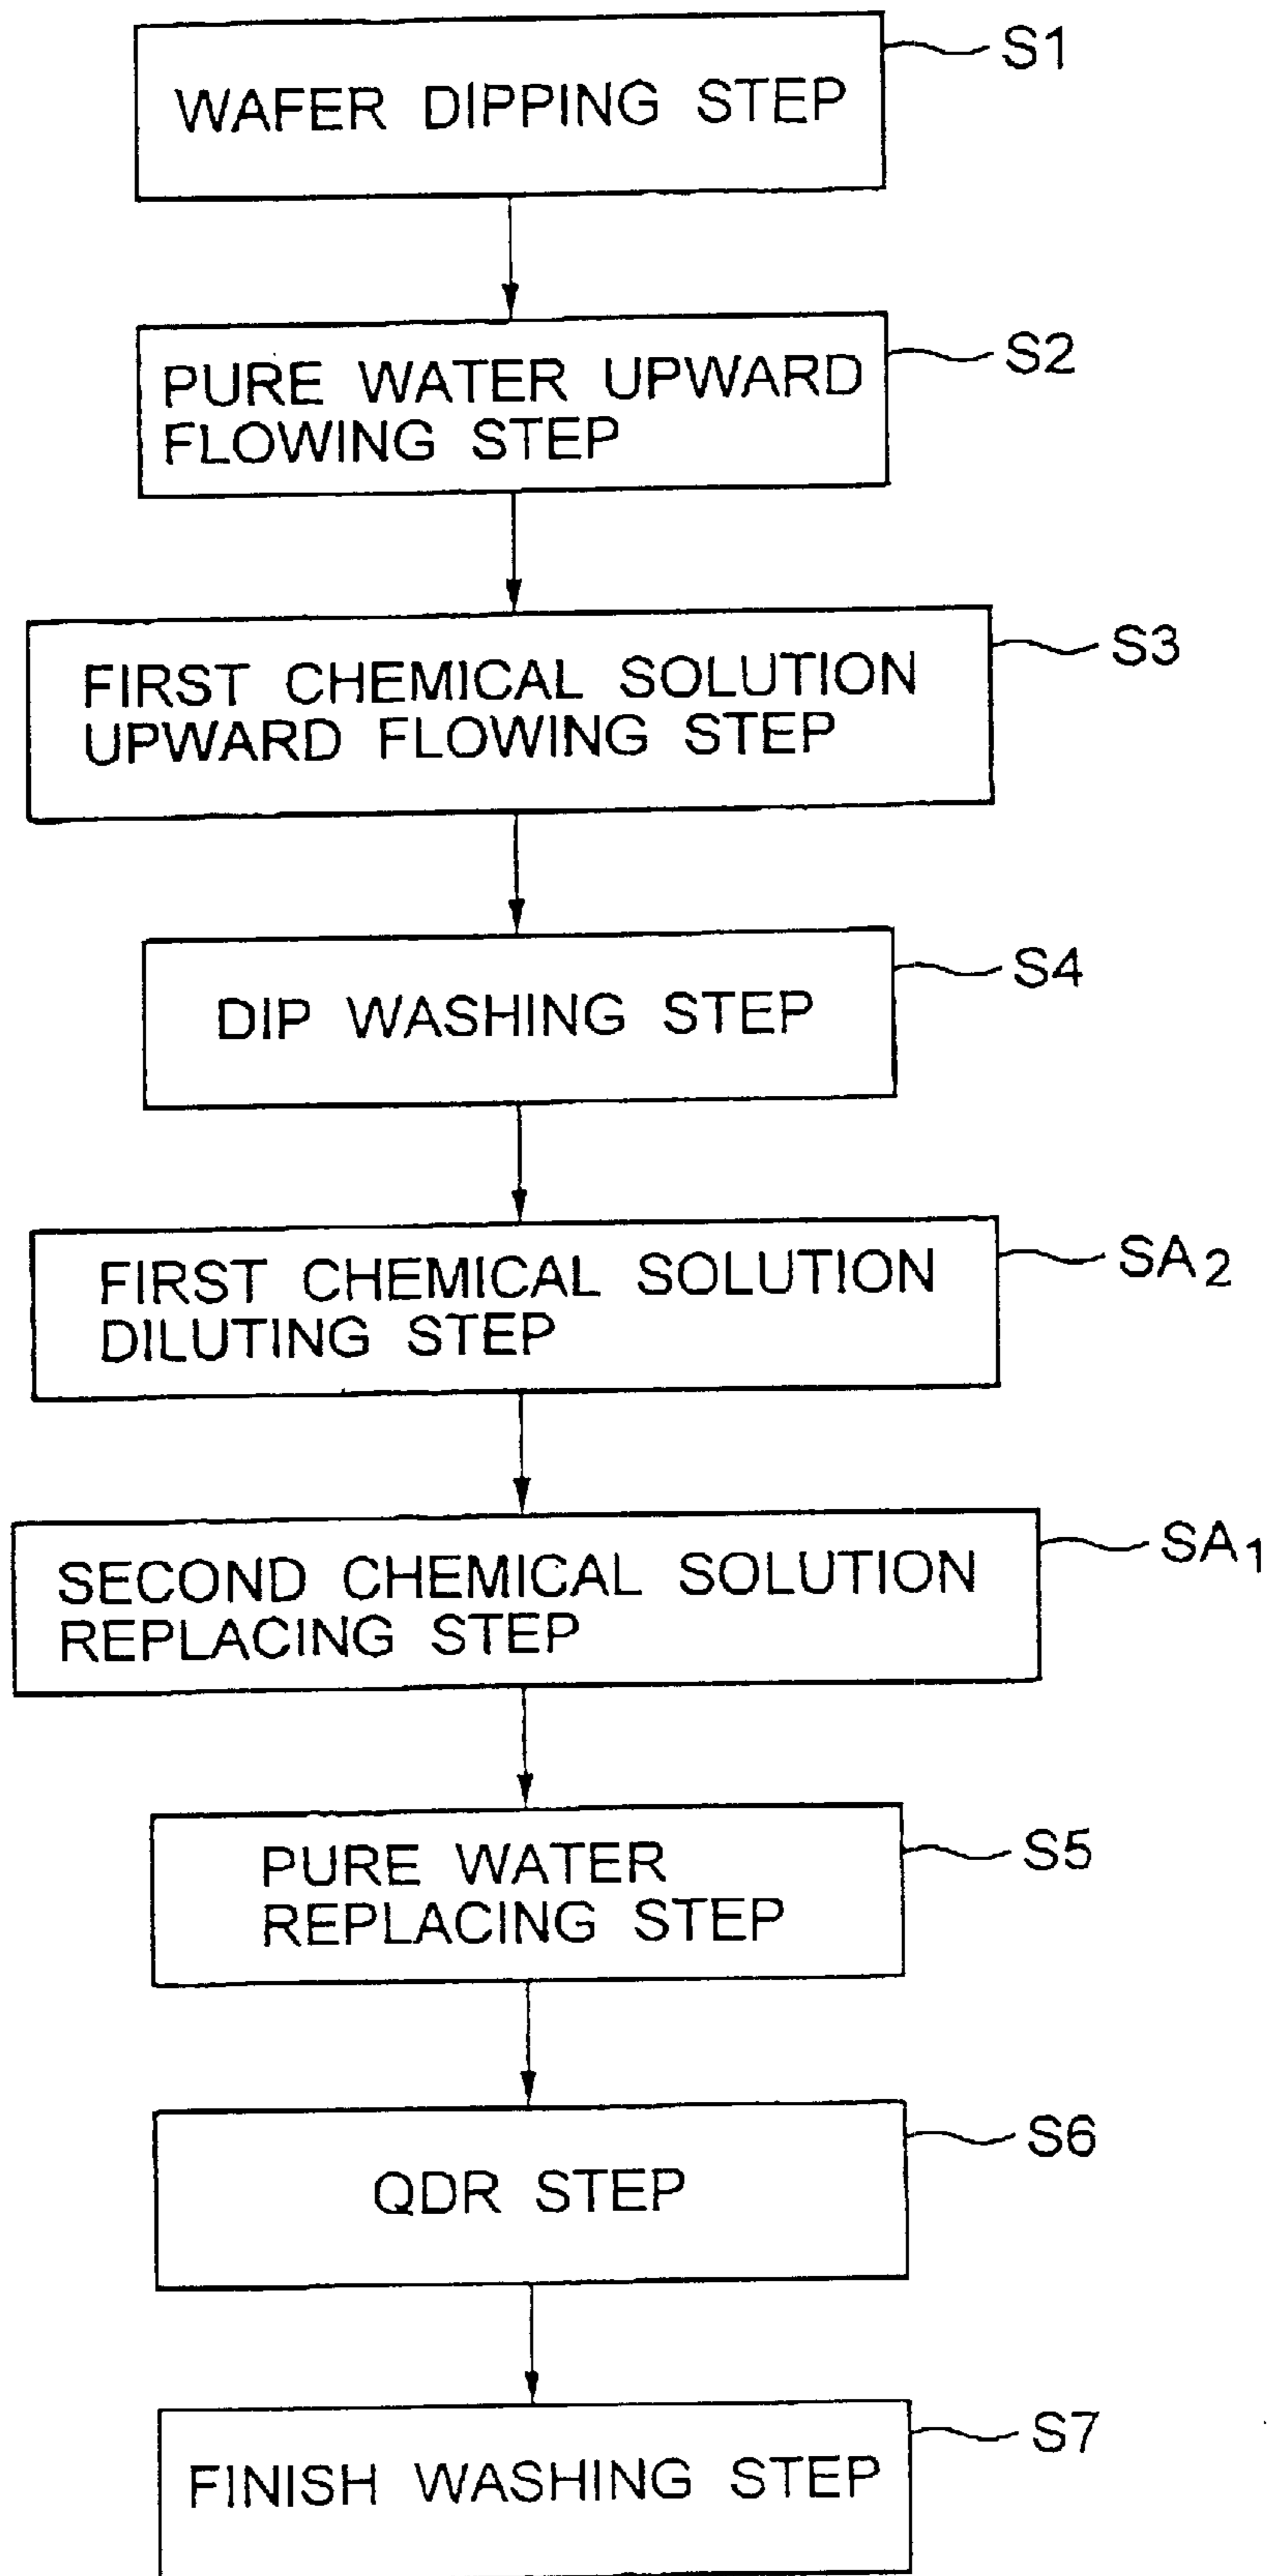 WAFER DIPPING STEP
S1
PURE WATER UPWARD
FLOWING STEP
S2
FIRST CHEMICAL SOLUTION
UPWARD FLOWING STEP
S3
DIP WASHING STEP
S4
FIRST CHEMICAL SOLUTION
DILUTING STEP
SA2
SECOND CHEMICAL SOLUTION
REPLACING STEP
SA1
PURE WATER
REPLACING STEP
S5
QDR STEP
S6
FINISH WASHING STEP
S7